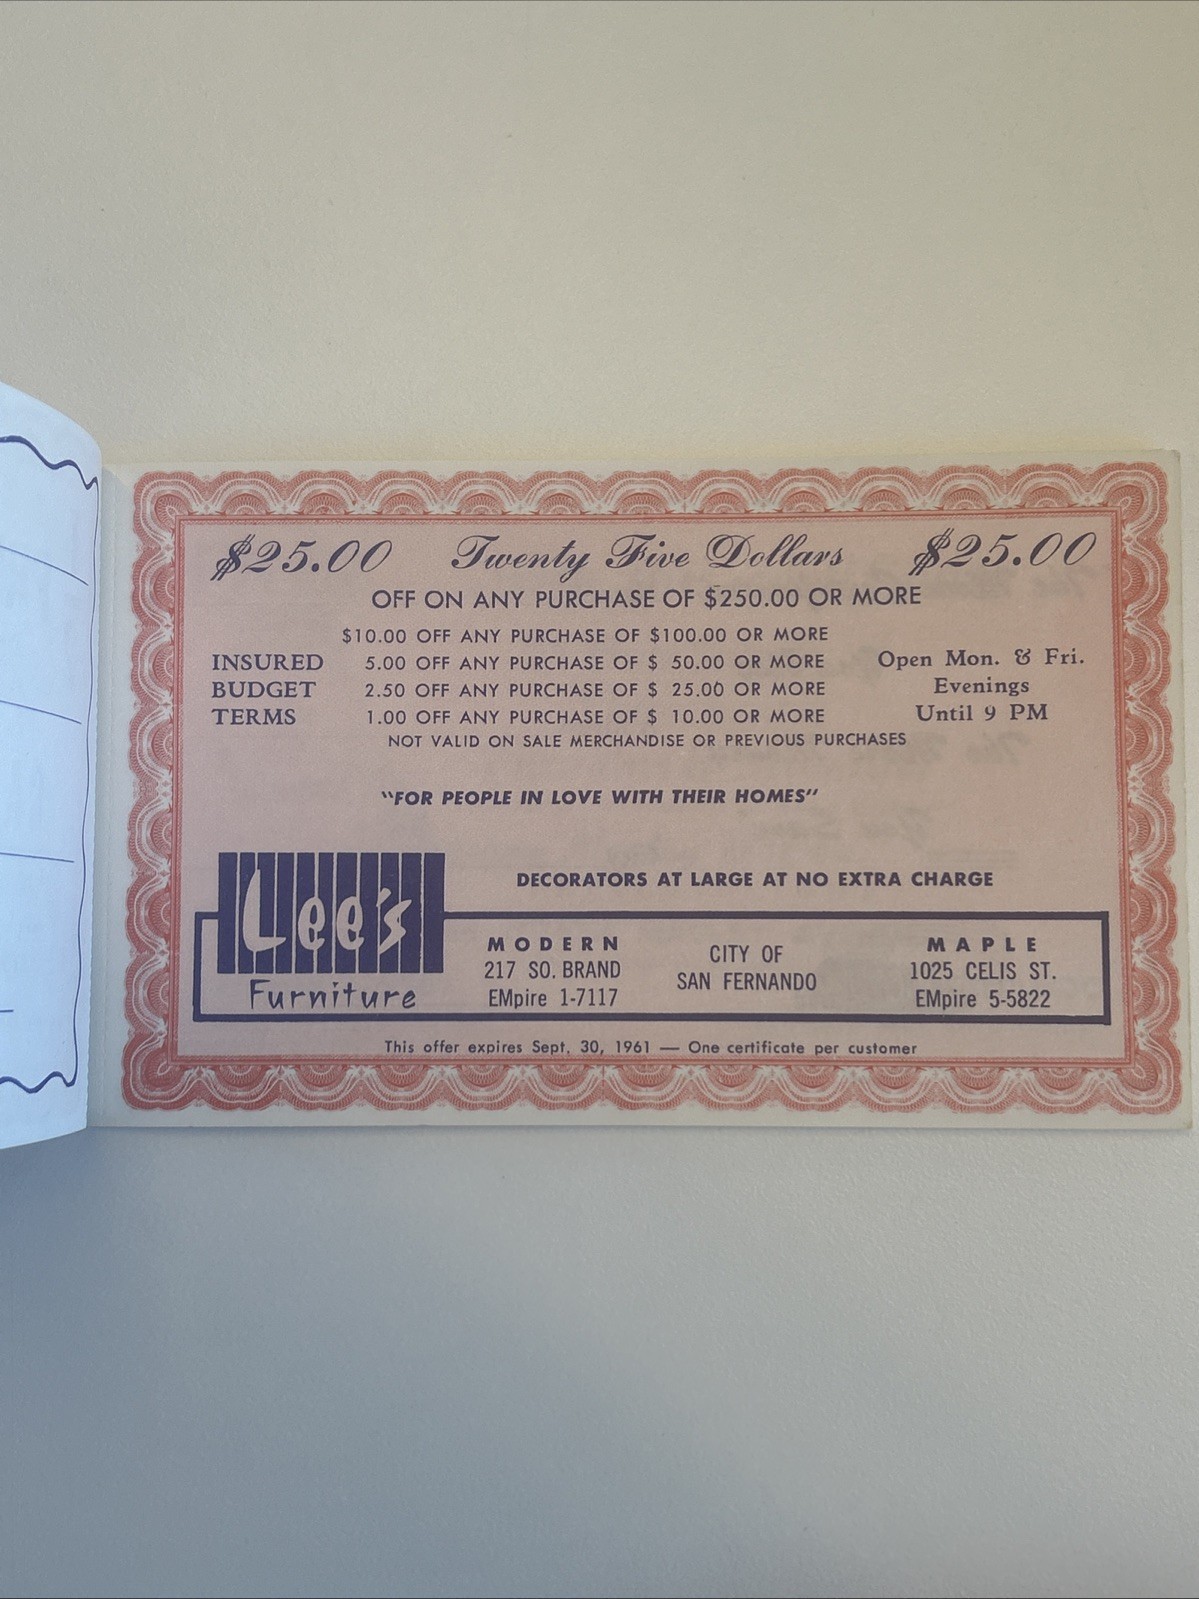 $25.00 Twenty Five Dollars $25.00
OFF ON ANY PURCHASE OF $250.00 OR MORE
$10.00 OFF ANY PURCHASE OF $100.00 OR MORE
INSURED 5.00 OFF ANY PURCHASE OF $ 50.00 OR MORE Open Mon. & Fri.
BUDGET 2.50 OFF ANY PURCHASE OF $ 25.00 OR MORE Evenings
TERMS 1.00 OFF ANY PURCHASE OF $ 10.00 OR MORE Until 9 PM
NOT VALID ON SALE MERCHANDISE OR PREVIOUS PURCHASES
"FOR PEOPLE IN LOVE WITH THEIR HOMES"
DECORATORS AT LARGE AT NO EXTRA CHARGE
Lee's
Furniture
MODERN
217 SO. BRAND
EMpire 1-7117
CITY OF
SAN FERNANDO
MAPLE
1025 CELIS ST.
EMpire 5-5822
This offer expires Sept. 30, 1961 — One certificate per customer